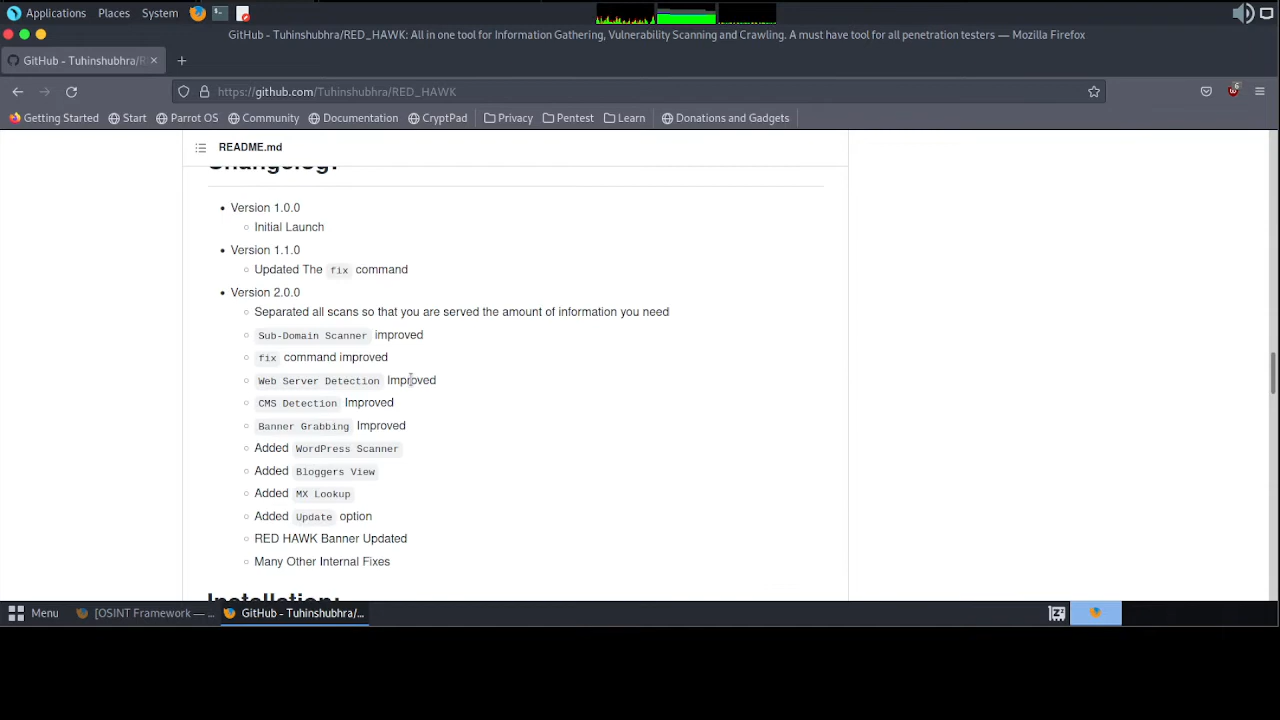 Applications Places System
GitHub - Tuhinshubhra/RED_HAWK: All in one tool for Information Gathering, Vulnerability Scanning and Crawling. A must have tool for all penetration testers — Mozilla Firefox
GitHub - Tuhinshubhra/R
https://github.com/Tuhinshubhra/RED_HAWK
6
Getting Started Start Parrot OS Community Documentation CryptPad Privacy Pentest Learn Donations and Gadgets
README.md
Changelog:
Version 1.0.0
Initial Launch
Version 1.1.0
Updated The fix command
Version 2.0.0
Separated all scans so that you are served the amount of information you need
Sub-Domain Scanner improved
fix command improved
Web Server Detection Improved
CMS Detection Improved
Banner Grabbing Improved
Added WordPress Scanner
Added Bloggers View
Added MX Lookup
Added Update option
RED HAWK Banner Updated
Many Other Internal Fixes
Installation:
Menu [OSINT Framework — ... GitHub - Tuhinshubhra/...